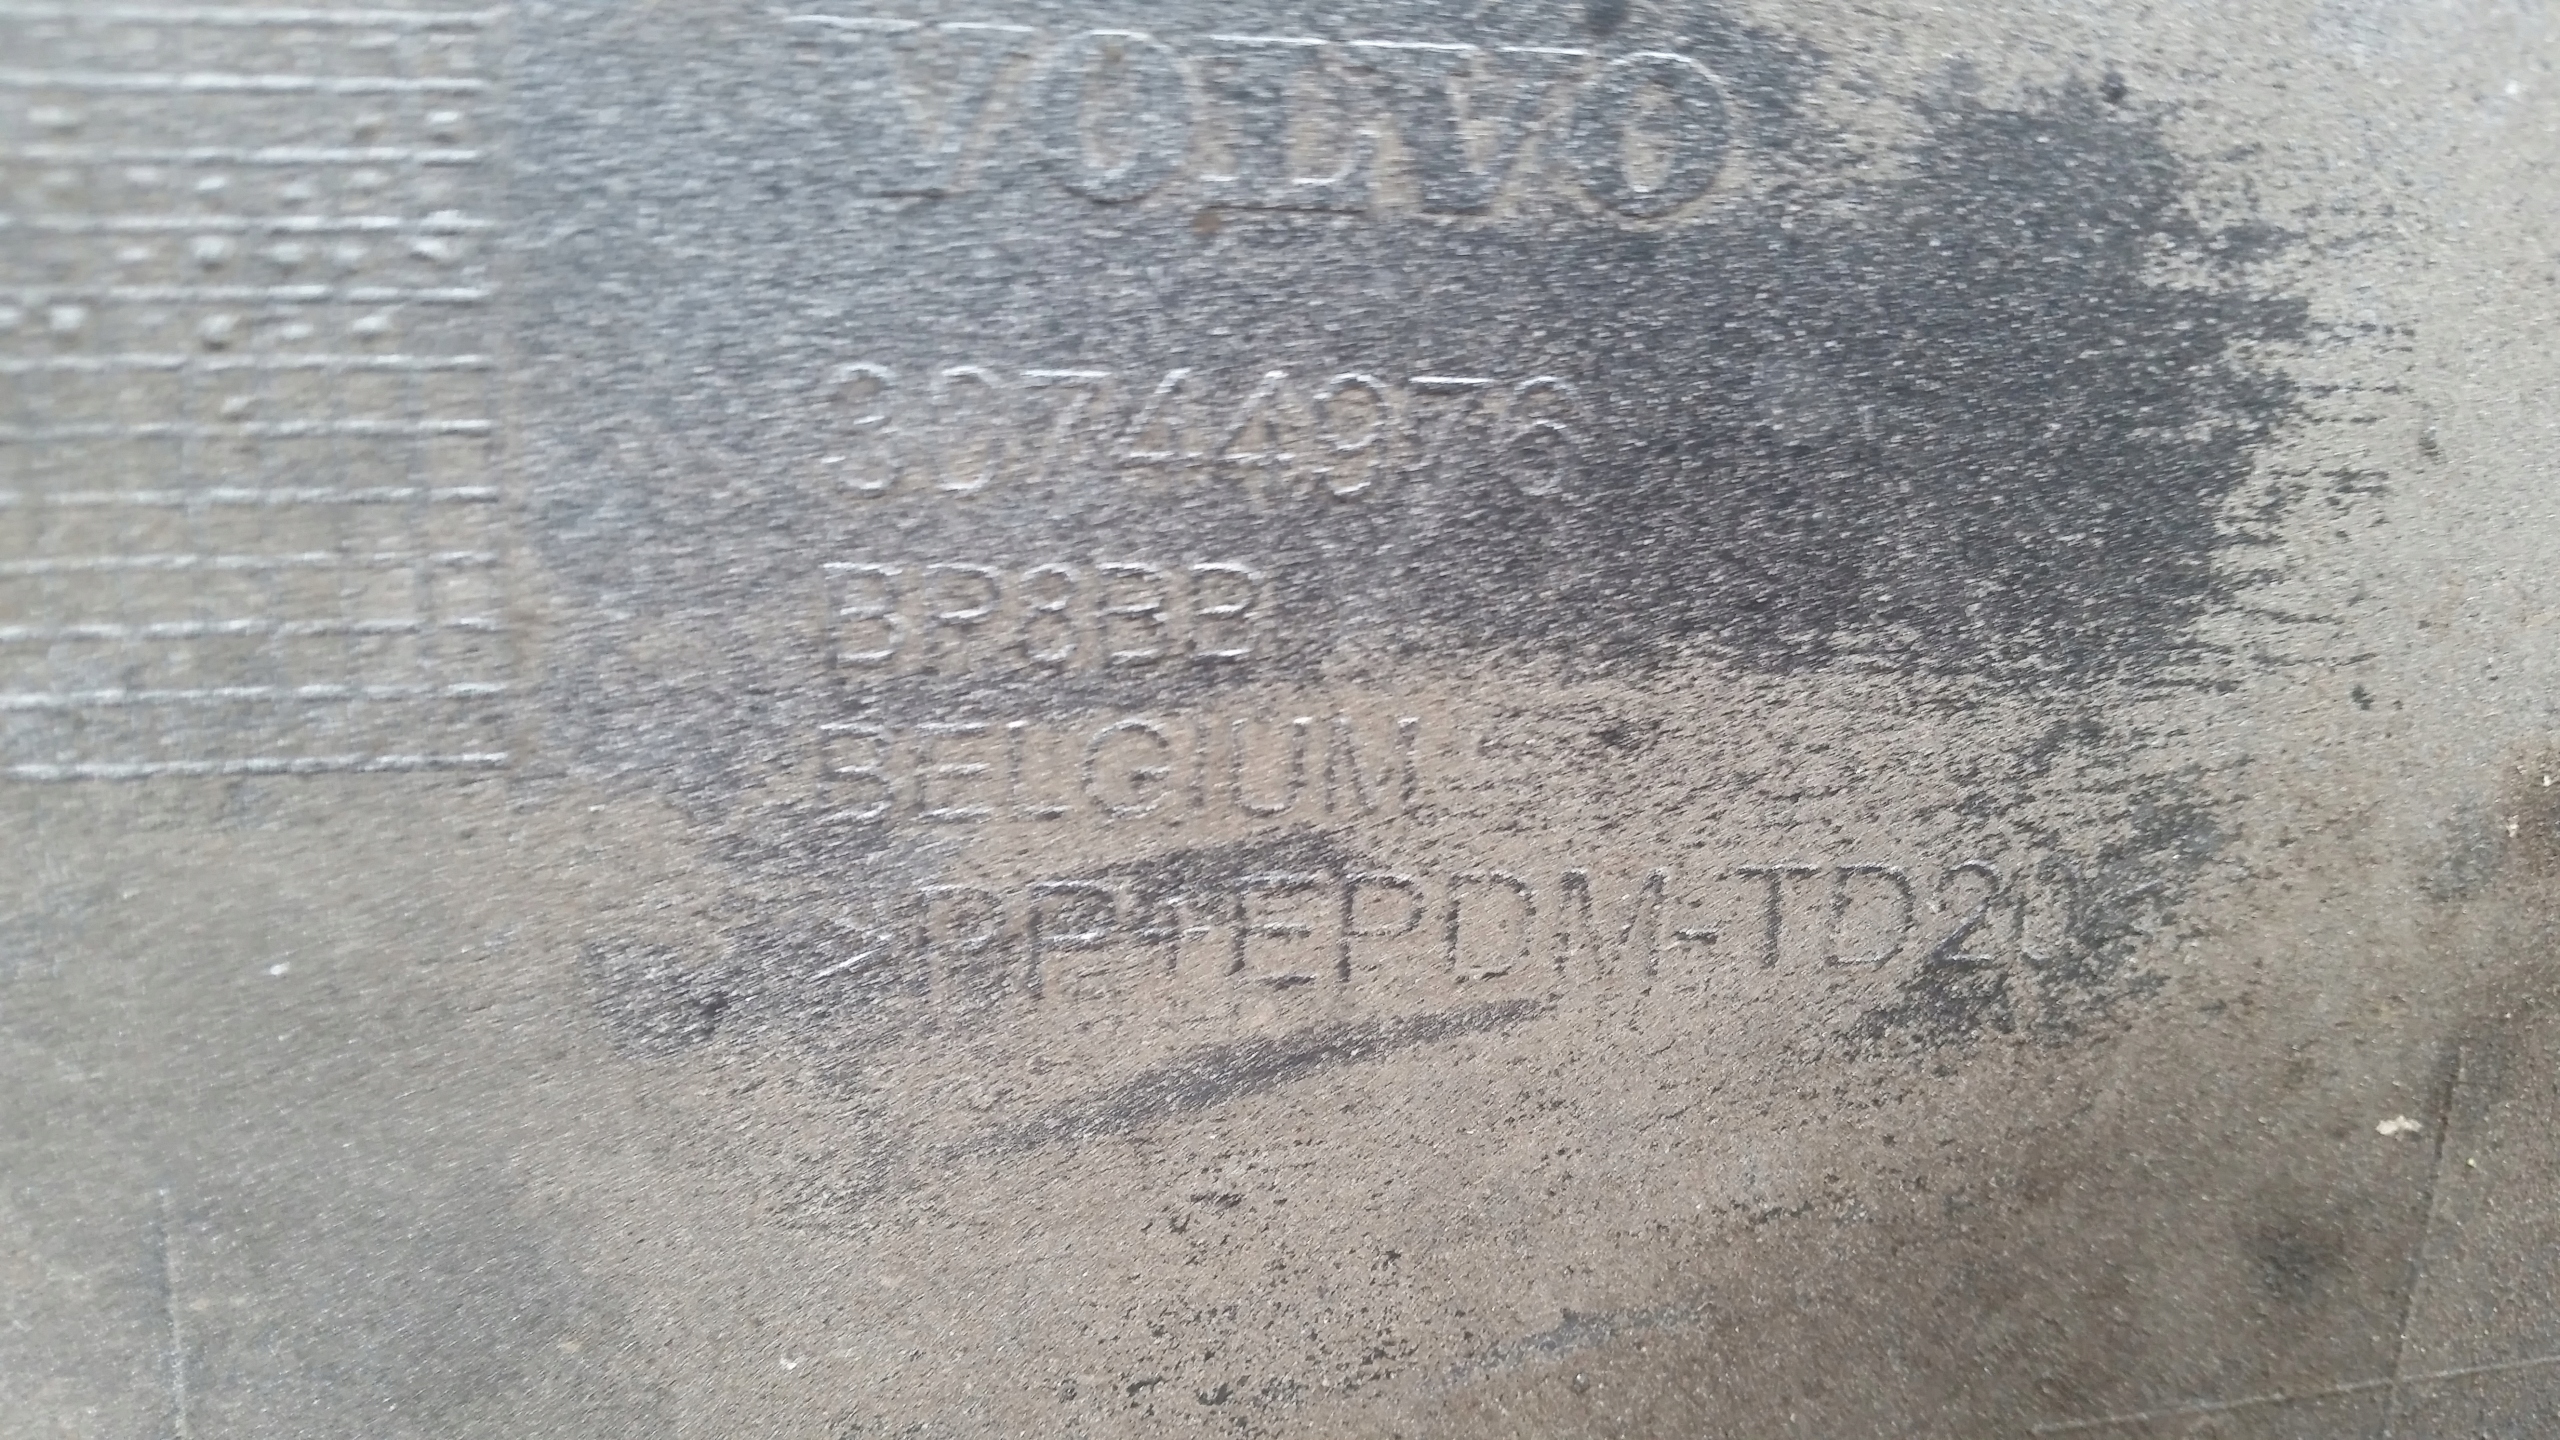 VOLVO
30744976
BP8BB
BELGIUM
>PP+EPDM-TD20